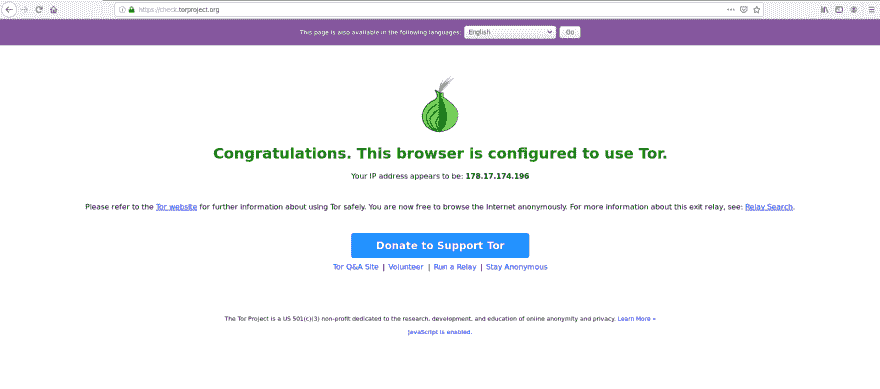 https://check.torproject.org
This page is also available in the following languages: English Go
Congratulations. This browser is configured to use Tor.
Your IP address appears to be: 178.17.174.196
Please refer to the Tor website for further information about using Tor safely. You are now free to browse the Internet anonymously. For more information about this exit relay, see: Relay Search.
Donate to Support Tor
Tor Q&A Site | Volunteer | Run a Relay | Stay Anonymous
The Tor Project is a US 501(c)(3) non-profit dedicated to the research, development, and education of online anonymity and privacy. Learn More »
JavaScript is enabled.